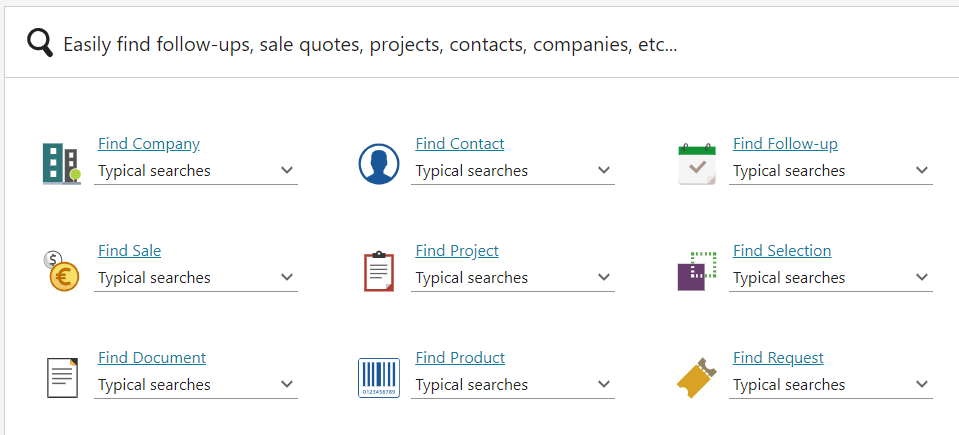 Easily find follow-ups, sale quotes, projects, contacts, companies, etc...
Find Company
Typical searches
Find Contact
Typical searches
Find Follow-up
Typical searches
$
€
Find Sale
Typical searches
Find Project
Typical searches
Find Selection
Typical searches
Find Document
Typical searches
0123456789
Find Product
Typical searches
Find Request
Typical searches